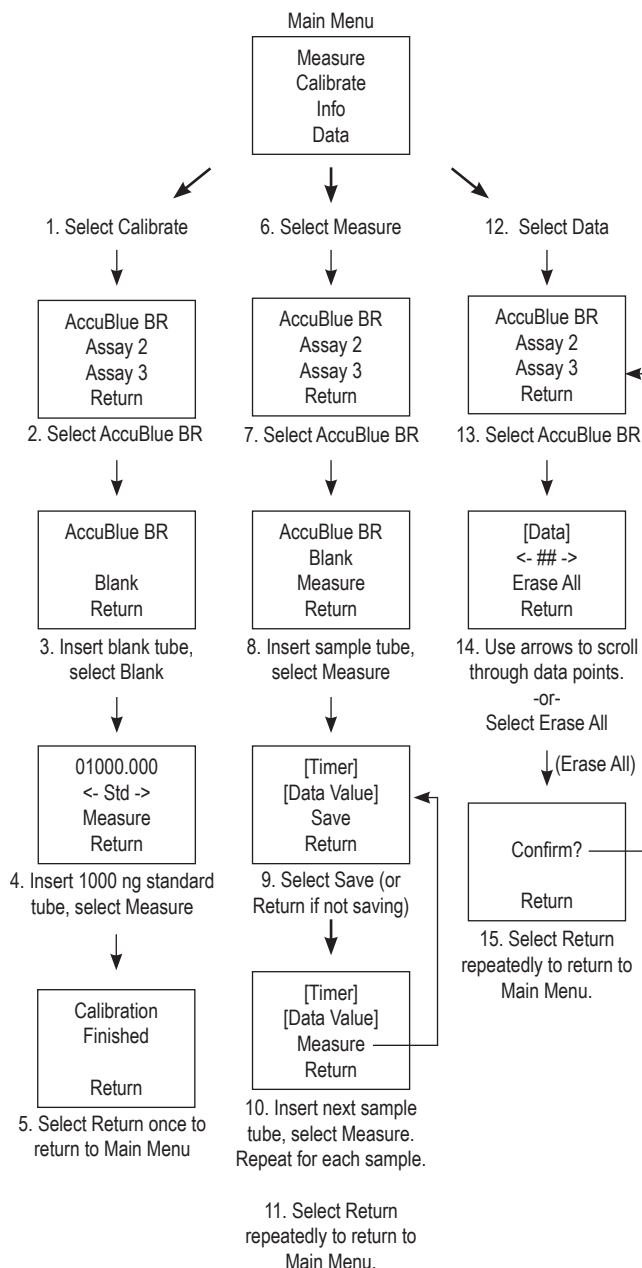 Main Menu
Measure
Calibrate
Info
Data
1. Select Calibrate
AccuBlue BR
Assay 2
Assay 3
Return
2. Select AccuBlue BR
AccuBlue BR
Blank
Return
3. Insert blank tube,
select Blank
01000.000
<- Std ->
Measure
Return
4. Insert 1000 ng standard
tube, select Measure
Calibration
Finished
Return
5. Select Return once to
return to Main Menu
6. Select Measure
AccuBlue BR
Assay 2
Assay 3
Return
7. Select AccuBlue BR
AccuBlue BR
Blank
Measure
Return
8. Insert sample tube,
select Measure
[Timer]
[Data Value]
Save
Return
9. Select Save (or
Return if not saving)
[Timer]
[Data Value]
Measure
Return
10. Insert next sample
tube, select Measure.
Repeat for each sample.
11. Select Return
repeatedly to return to
Main Menu.
12. Select Data
AccuBlue BR
Assay 2
Assay 3
Return
13. Select AccuBlue BR
[Data]
<- ## ->
Erase All
Return
14. Use arrows to scroll
through data points.
-or-
Select Erase All
(Erase All)
Confirm?
Return
15. Select Return
repeatedly to return to
Main Menu.